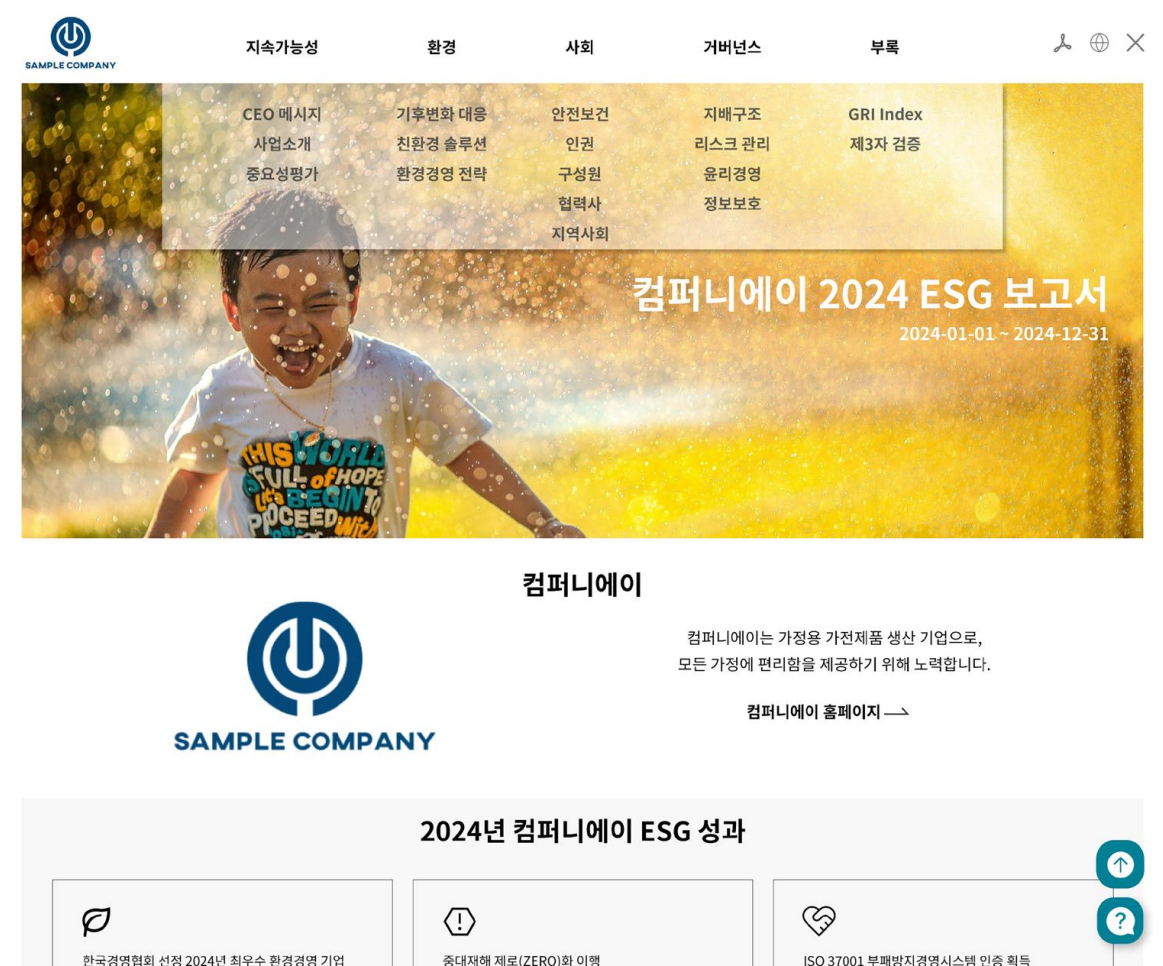 SAMPLE COMPANY
지속가능성 환경 사회 거버넌스 부록
CEO 메시지 기후변화 대응 안전보건 지배구조 GRI Index
사업소개 친환경 솔루션 인권 리스크 관리 제3자 검증
중요성평가 환경경영 전략 구성원 윤리경영
협력사 정보보호
지역사회
컴퍼니에이 2024 ESG 보고서
2024-01-01 ~ 2024-12-31
THIS WORLD
FULL of HOPE
Let's BEGIN TO
PROCEED With
컴퍼니에이
SAMPLE COMPANY
컴퍼니에이는 가정용 가전제품 생산 기업으로,
모든 가정에 편리함을 제공하기 위해 노력합니다.
컴퍼니에이 홈페이지
2024년 컴퍼니에이 ESG 성과
한국경영협회 선정 2024년 최우수 환경경영 기업
중대재해 제로(ZERO)화 이행
ISO 37001 부패방지경영시스템 인증 획득